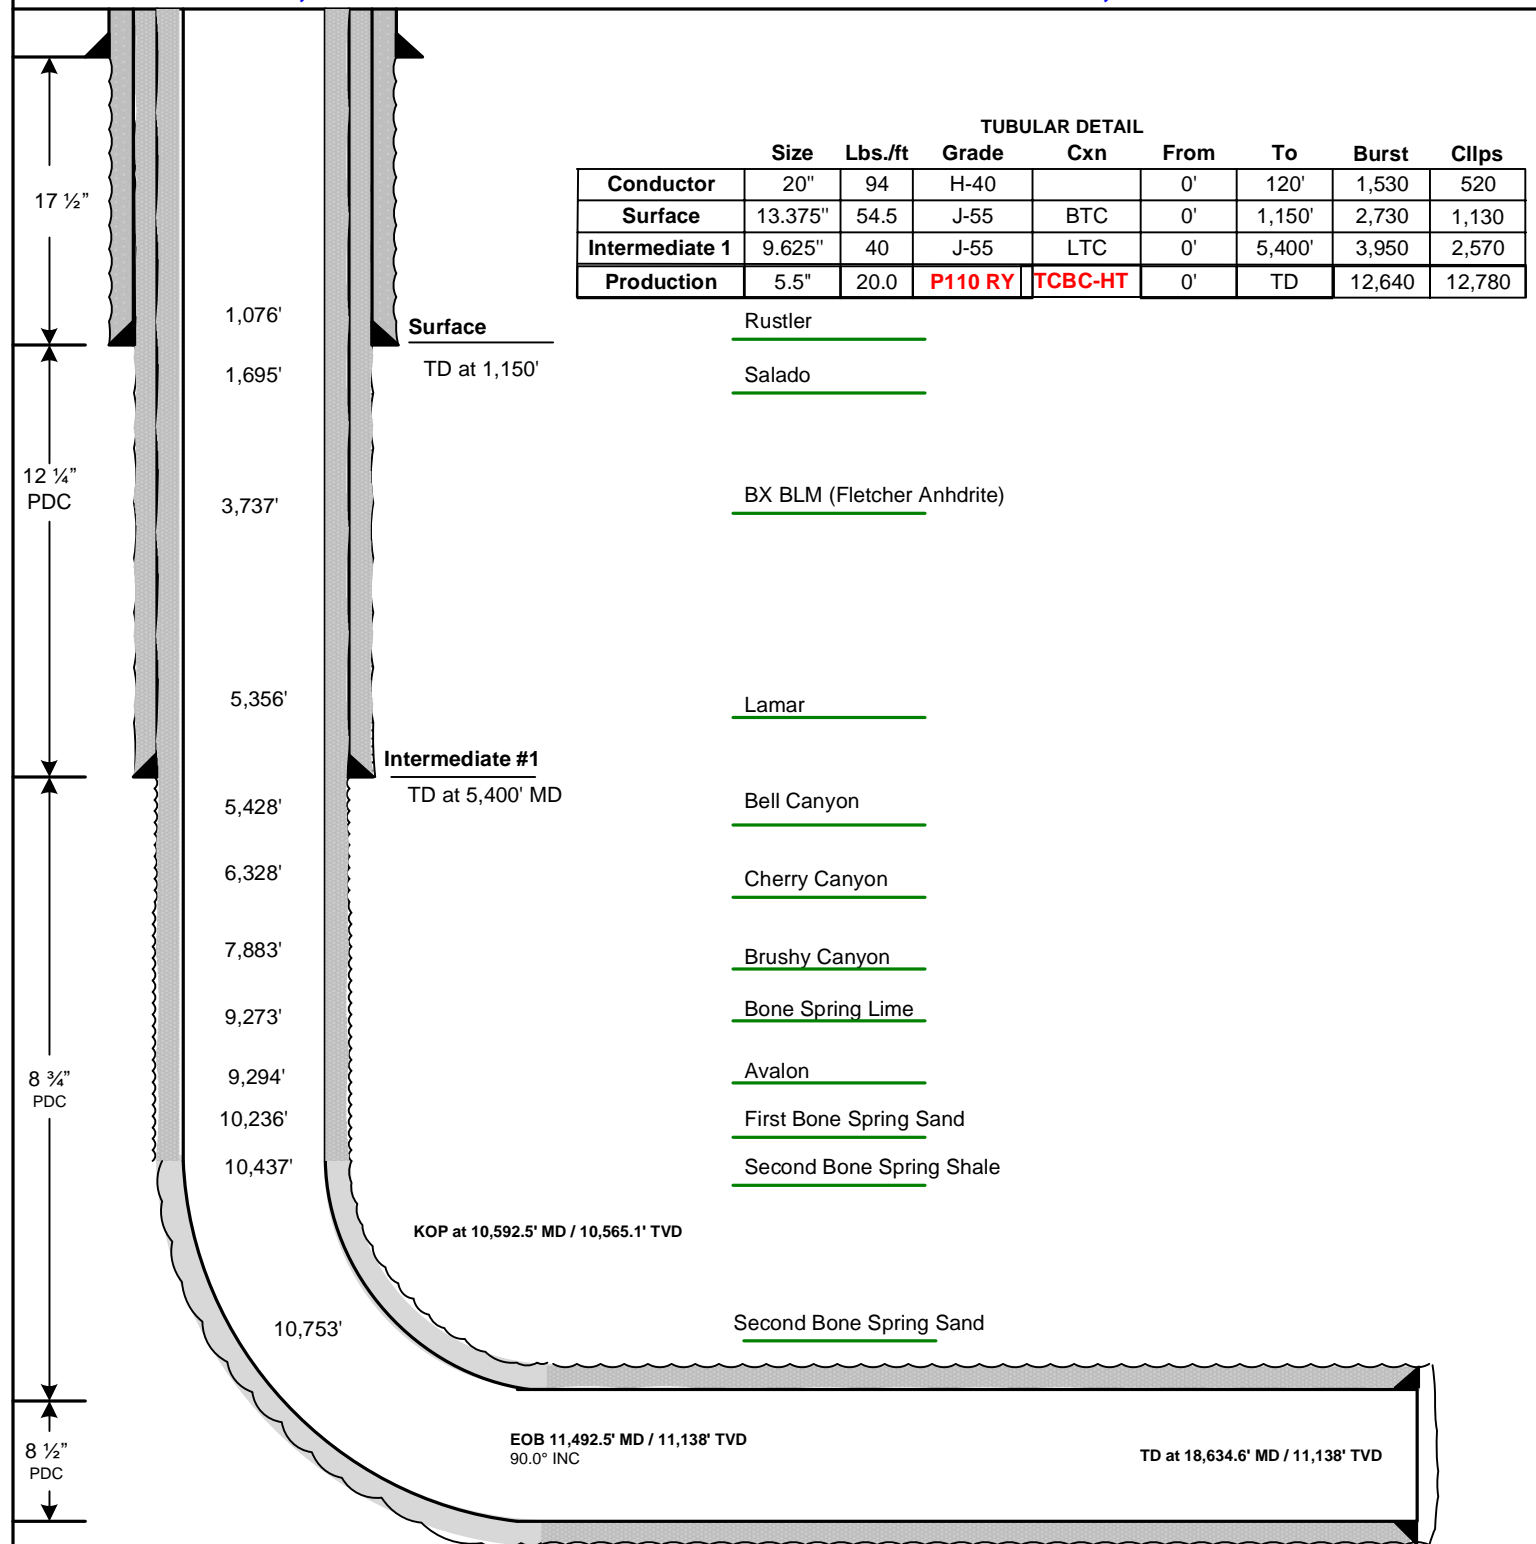 TUBULAR DETAIL
Size Lbs./ft Grade Cxn From To Burst Cllps
Conductor 20" 94 H-40 0' 120' 1,530 520
Surface 13.375" 54.5 J-55 BTC 0' 1,150' 2,730 1,130
Intermediate 1 9.625" 40 J-55 LTC 0' 5,400' 3,950 2,570
Production 5.5" 20.0 P110 RY TCBC-HT 0' TD 12,640 12,780
17 ½”
1,076' Surface Rustler
TD at 1,150'
1,695' Salado
12 ¼”
PDC
3,737' BX BLM (Fletcher Anhdrite)
5,356' Lamar
Intermediate #1
TD at 5,400' MD
5,428' Bell Canyon
6,328' Cherry Canyon
7,883' Brushy Canyon
9,273' Bone Spring Lime
8 ¾”
PDC
9,294' Avalon
10,236' First Bone Spring Sand
10,437' Second Bone Spring Shale
KOP at 10,592.5' MD / 10,565.1' TVD
10,753' Second Bone Spring Sand
EOB 11,492.5' MD / 11,138' TVD
90.0° INC
TD at 18,634.6' MD / 11,138' TVD
8 ½”
PDC